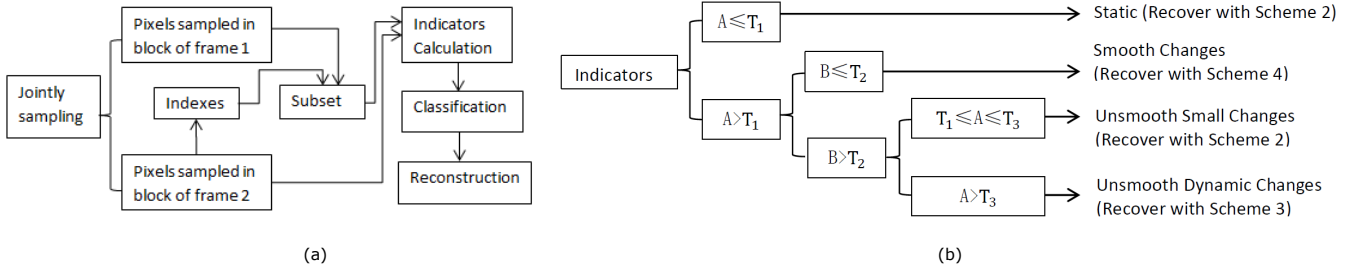 Jointly
sampling
Pixels sampled in
block of frame 1
Indexes
Pixels sampled in
block of frame 2
Subset
Indicators
Calculation
Classification
Reconstruction
(a)
Indicators
A≤T₁
Static (Recover with Scheme 2)
A>T₁
B≤T₂
Smooth Changes
(Recover with Scheme 4)
B>T₂
T₁≤A≤T₃
Unsmooth Small Changes
(Recover with Scheme 2)
A>T₃
Unsmooth Dynamic Changes
(Recover with Scheme 3)
(b)